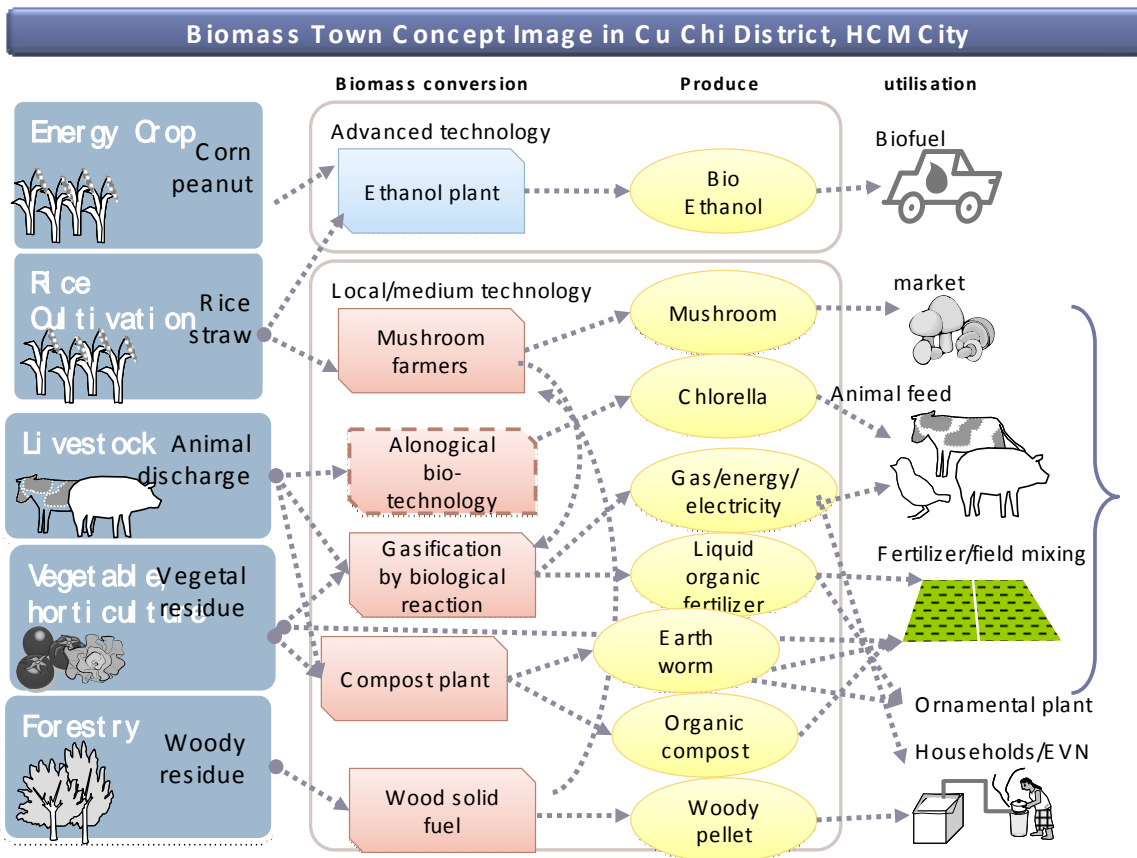 Biomass Town Concept Image in Cu Chi District, HCMCity
Biomass conversion
Produce
utilisation
Energy Crop
Corn
peanut
Advanced technology
Ethanol plant
Bio
Ethanol
Biofuel
Rice
Cultivation
Rice
straw
Local/medium technology
Mushroom
farmers
Mushroom
market
Livestock
Animal
discharge
Alonogical
bio-
technology
Chlorella
Animal feed
Gas/energy/
electricity
Vegetable,
horticulture
Vegetal
residue
Gasification
by biological
reaction
Liquid
organic
fertilizer
Fertilizer/field mixing
Compost plant
Earth
worm
Ornamental plant
Organic
compost
Forestry
Woody
residue
Wood solid
fuel
Woody
pellet
Households/EVN